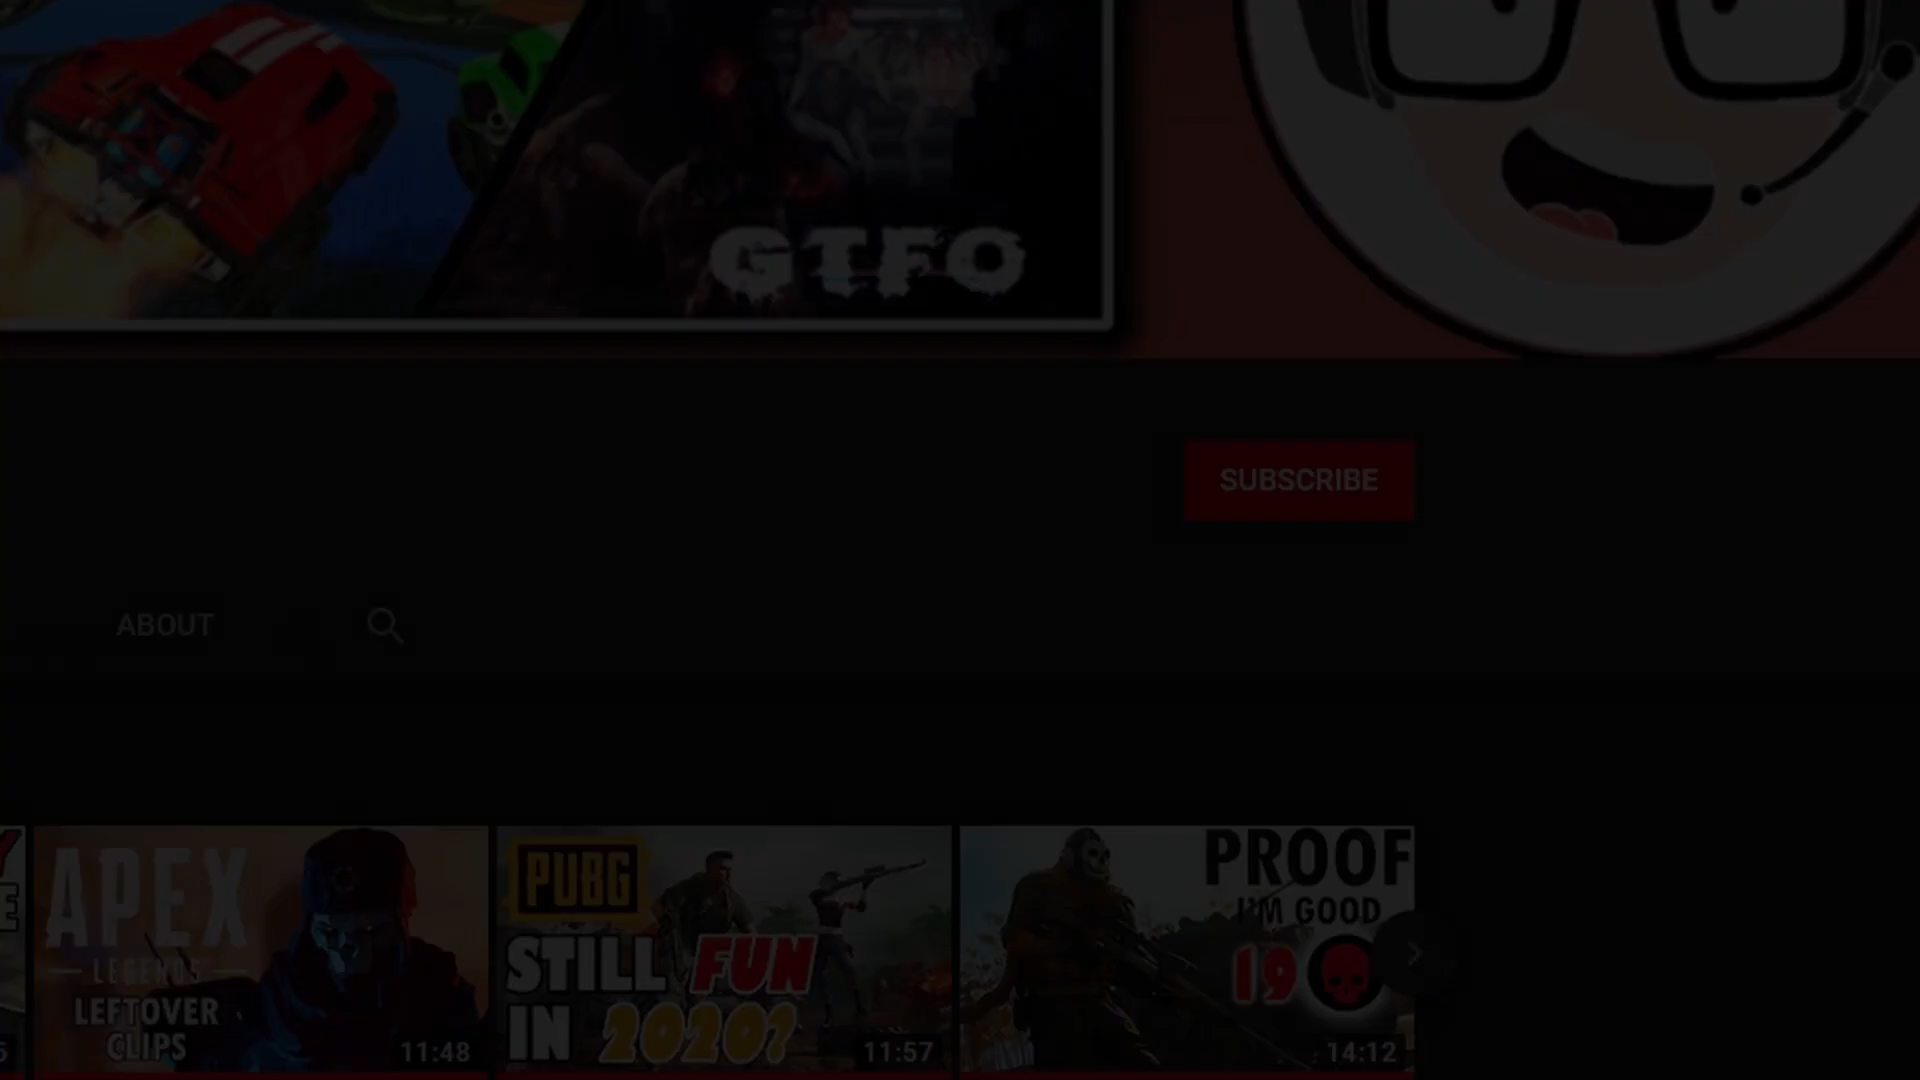 GTFO
SUBSCRIBE
ABOUT
APEX
LEGENDS
LEFTOVER
CLIPS
11:48
PUBG
STILL FUN
IN 2020?
11:57
PROOF
I'M GOOD
19
14:12